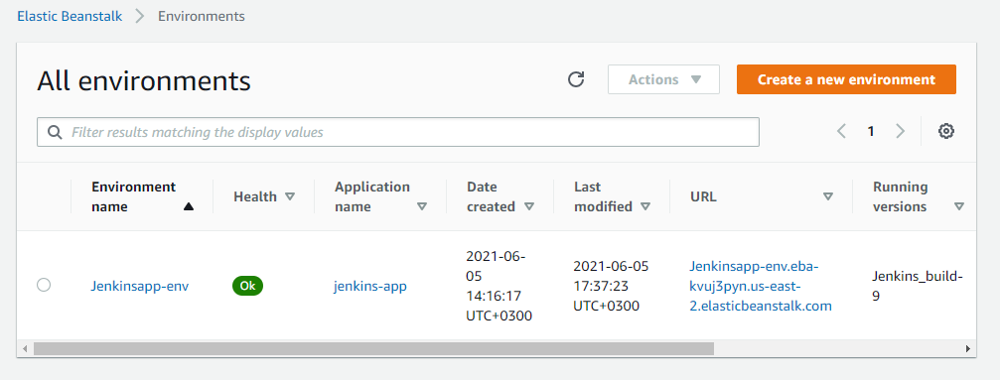 Elastic Beanstalk > Environments
All environments
Actions
Create a new environment
Filter results matching the display values
1
Environment name
Health
Application name
Date created
Last modified
URL
Running versions
Jenkinsapp-env
Ok
jenkins-app
2021-06-
05
14:16:17
UTC+0300
2021-06-05
17:37:23
UTC+0300
Jenkinsapp-env.eba-
kvuj3pyn.us-east-
2.elasticbeanstalk.com
Jenkins_build-
9